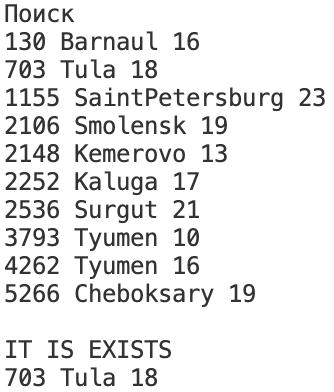 Поиск
130 Barnaul 16
703 Tula 18
1155 SaintPetersburg 23
2106 Smolensk 19
2148 Kemerovo 13
2252 Kaluga 17
2536 Surgut 21
3793 Tyumen 10
4262 Tyumen 16
5266 Cheboksary 19
IT IS EXISTS
703 Tula 18